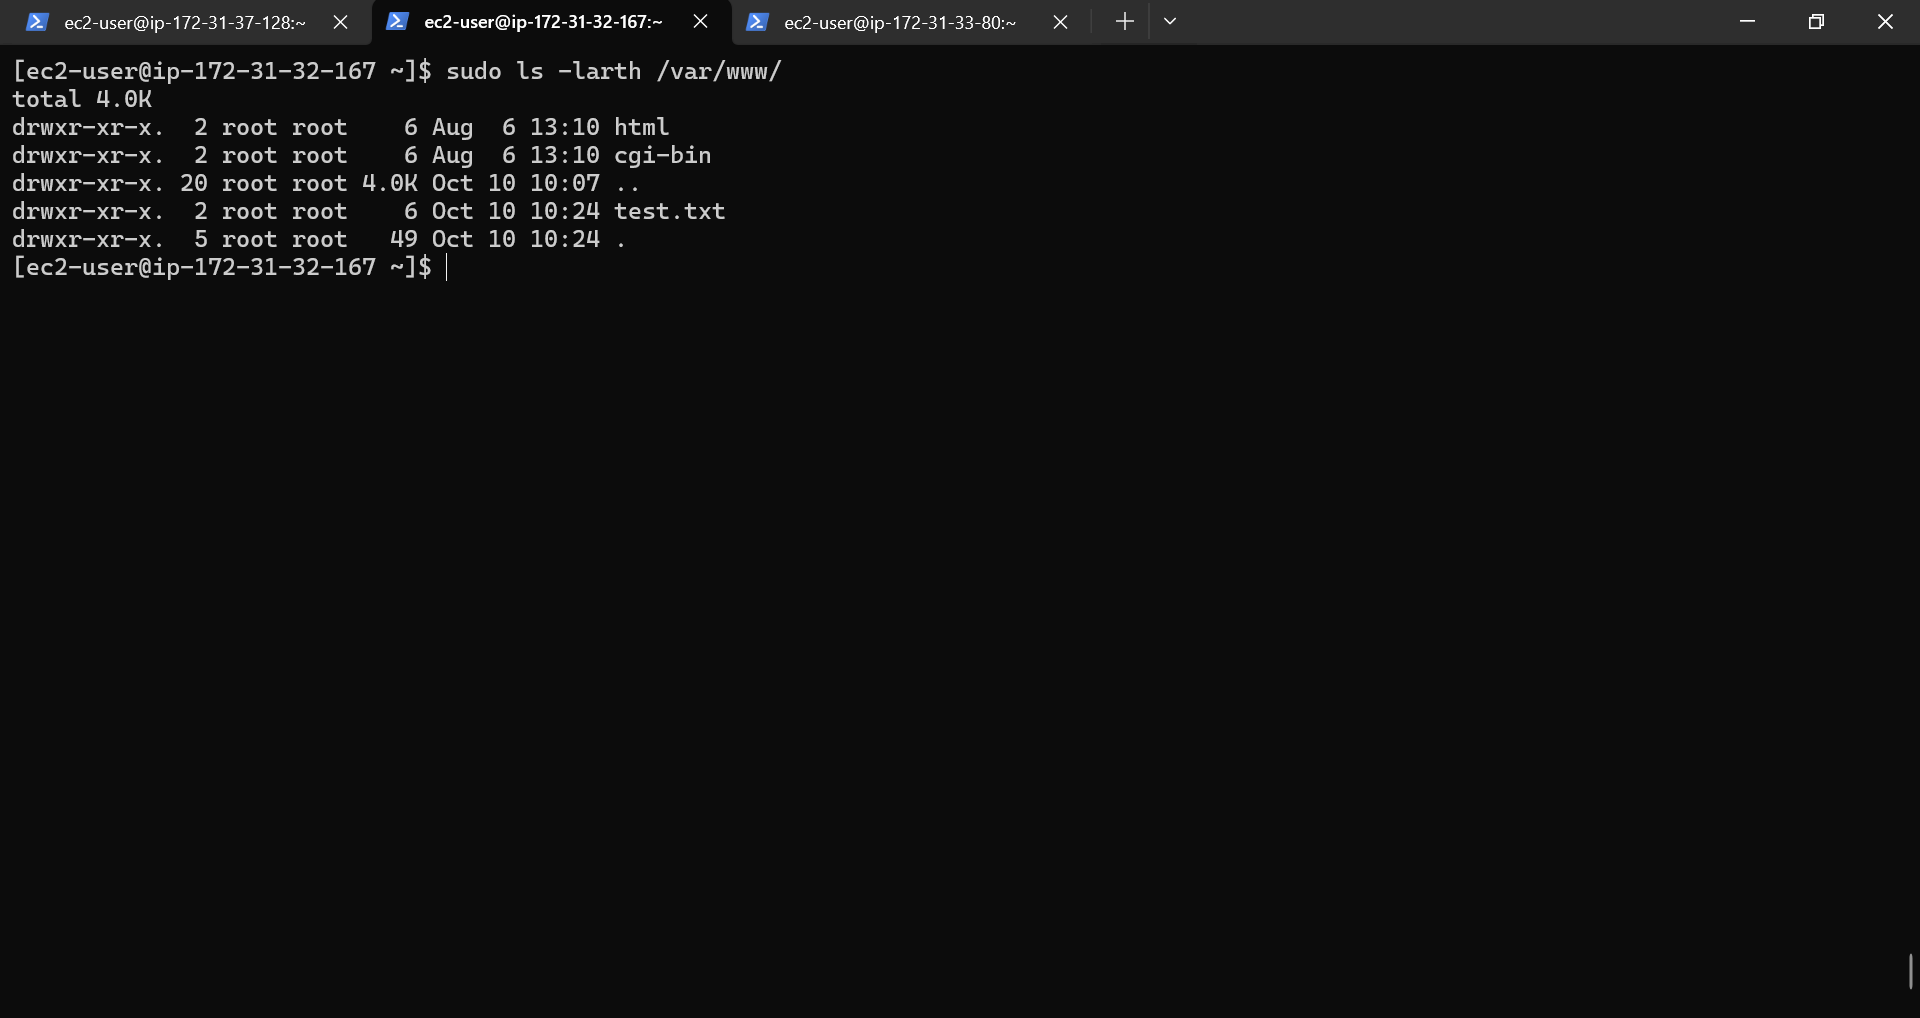 ec2-user@ip-172-31-37-128:~
ec2-user@ip-172-31-32-167:~
ec2-user@ip-172-31-33-80:~
[ec2-user@ip-172-31-32-167 ~]$ sudo ls -larth /var/www/
total 4.0K
drwxr-xr-x.  2 root root    6 Aug  6 13:10 html
drwxr-xr-x.  2 root root    6 Aug  6 13:10 cgi-bin
drwxr-xr-x. 20 root root 4.0K Oct 10 10:07 ..
drwxr-xr-x.  2 root root    6 Oct 10 10:24 test.txt
drwxr-xr-x.  5 root root   49 Oct 10 10:24 .
[ec2-user@ip-172-31-32-167 ~]$